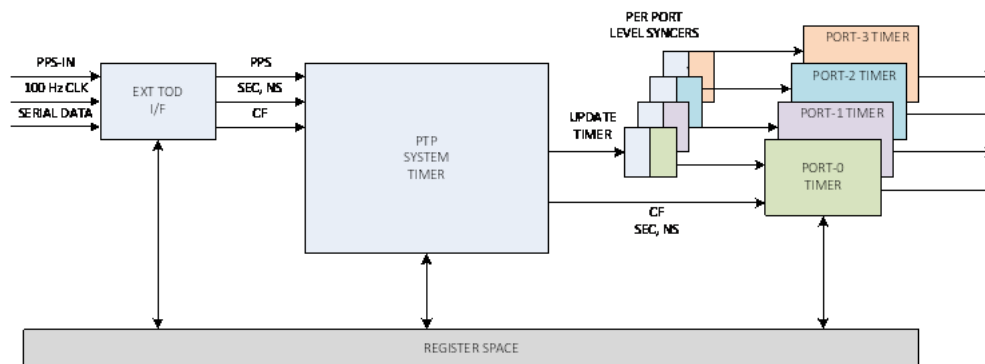 PER PORT
LEVEL SYNCERS
PORT-3 TIMER
PPS-IN
PPS
100 Hz CLK
EXT TOD
I/F
SEC, NS
PORT-2 TIMER
SERIAL DATA
CF
PORT-1 TIMER
UPDATE
TIMER
PTP
SYSTEM
TIMER
PORT-0
TIMER
CF
SEC, NS
REGISTER SPACE